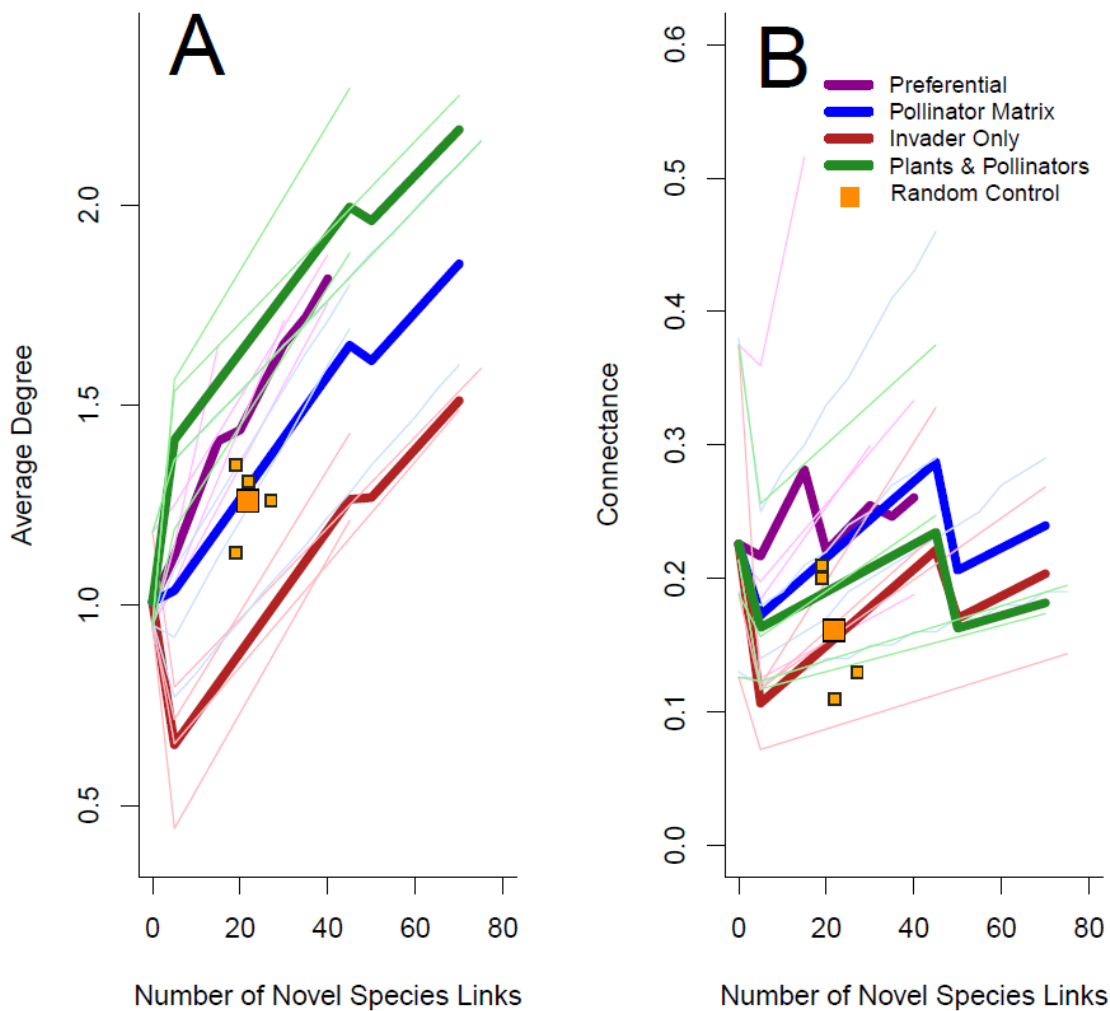 A
Average Degree
2.0
1.5
1.0
0.5
0 20 40 60 80
Number of Novel Species Links
B
Connectance
0.6
0.5
0.4
0.3
0.2
0.1
0.0
0 20 40 60 80
Number of Novel Species Links
Preferential
Pollinator Matrix
Invader Only
Plants & Pollinators
Random Control